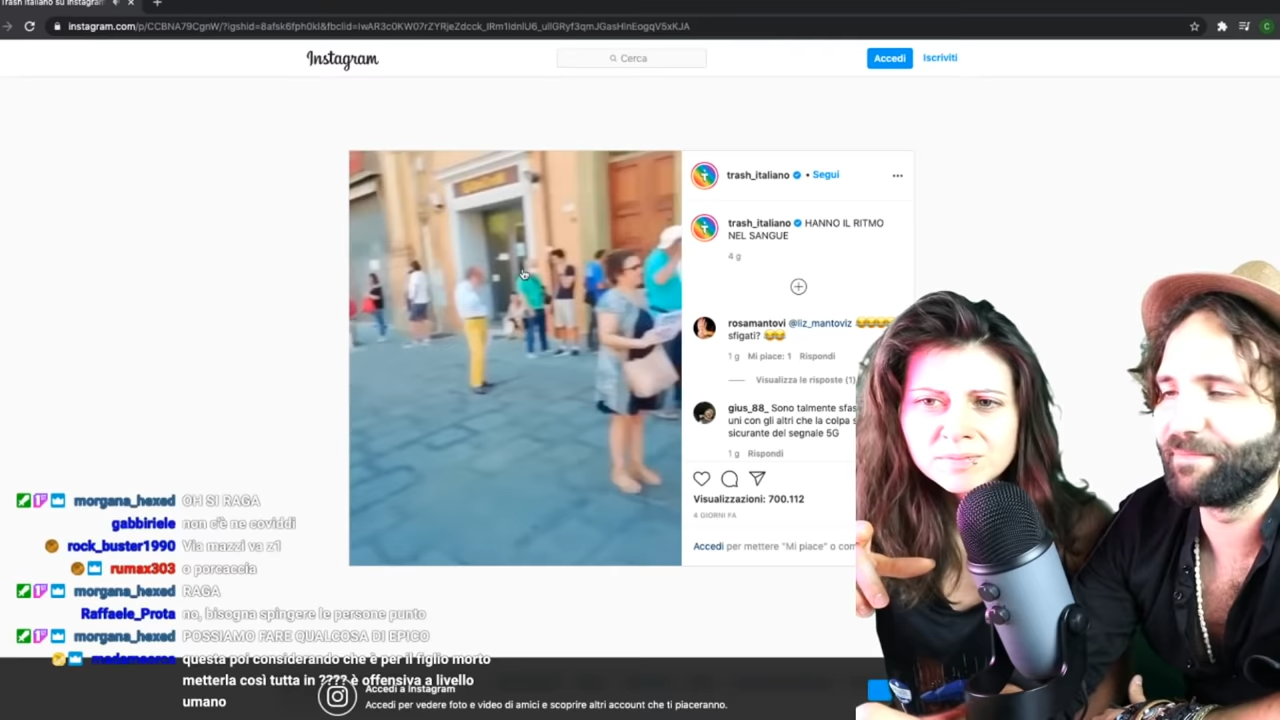 Trash Italiano su Instagram
instagram.com/p/CCBNA79CgnW/?igshid=8afsk6fph0kl&fbclid=IwAR3c0KW07rZYRjeZdcck_IRm1IdnlU6_ullGRyf3qmJGasHlnEogqV5xKJA
C
Instagram
Cerca
Accedi
Iscriviti
trash_italiano • Segui
trash_italiano HANNO IL RITMO
NEL SANGUE
4 g
rosamantovi @liz_mantoviz 😂😂😂😂
sfigati? 😂😂
1 g Mi piace: 1 Rispondi
Visualizza le risposte (1)
gius_88_ Sono talmente sfas
uni con gli altri che la colpa s
sicurante del segnale 5G
1 g Rispondi
Visualizzazioni: 700.112
4 GIORNI FA
Accedi per mettere "Mi piace" o com
morgana_hexed OH SI RAGA
gabbiriele non c'è ne coviddi
rock_buster1990 Via mazzi va z1
rumax303 o porcaccia
morgana_hexed RAGA
Raffaele_Prota no, bisogna spingere le persone punto
morgana_hexed POSSIAMO FARE QUALCOSA DI EPICO
questa poi considerando che è per il figlio morto
metterla così tutta in ???? è offensiva a livello
umano
Accedi a Instagram
Accedi per vedere foto e video di amici e scoprire altri account che ti piaceranno.